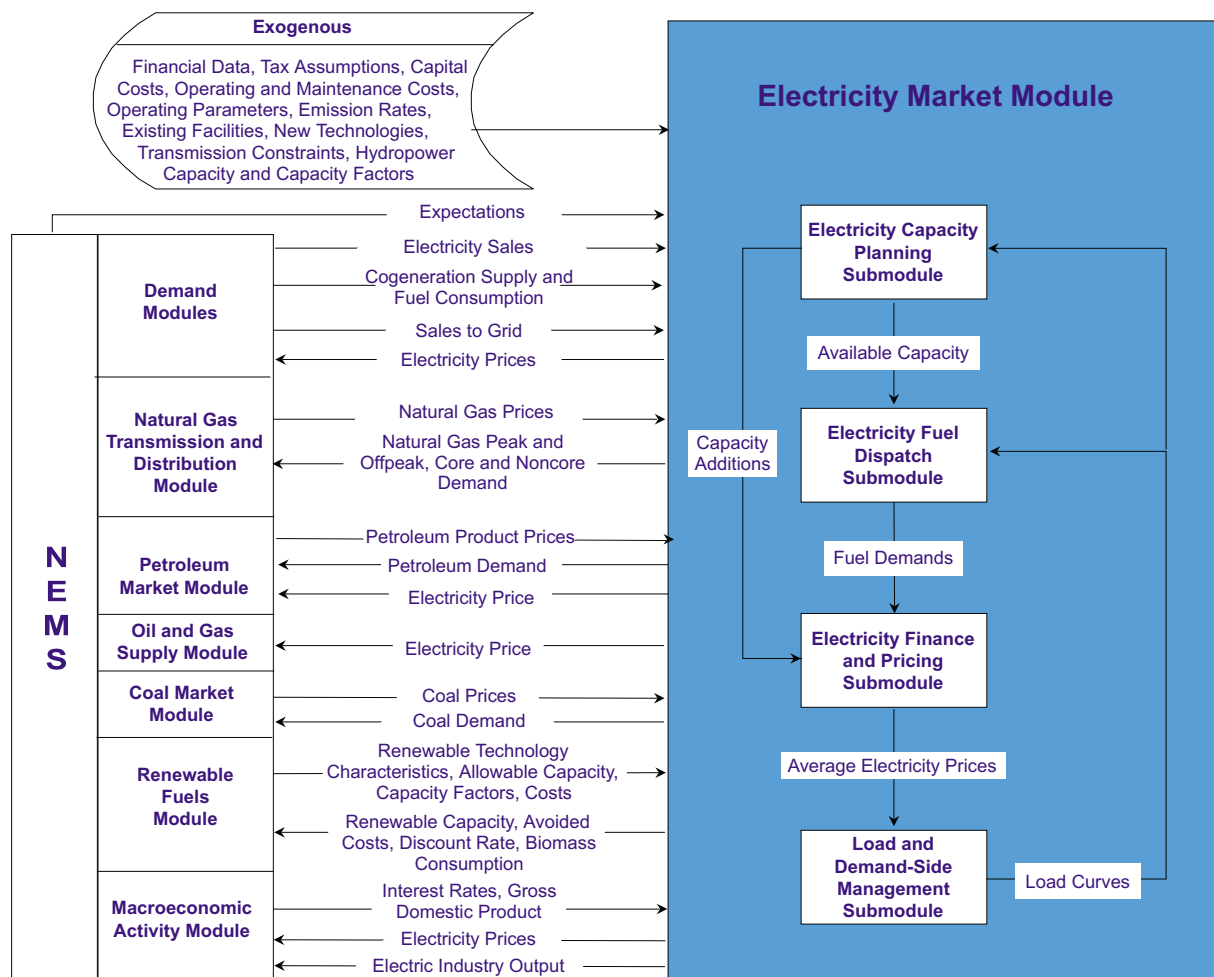 Exogenous
Financial Data, Tax Assumptions, Capital
Costs, Operating and Maintenance Costs,
Operating Parameters, Emission Rates,
Existing Facilities, New Technologies,
Transmission Constraints, Hydropower
Capacity and Capacity Factors
Electricity Market Module
Expectations
Electricity Sales
Cogeneration Supply and
Fuel Consumption
Sales to Grid
Electricity Prices
Demand
Modules
Natural Gas
Transmission and
Distribution
Module
Natural Gas Prices
Natural Gas Peak and
Offpeak, Core and Noncore
Demand
N
E
M
S
Petroleum
Market Module
Petroleum Product Prices
Petroleum Demand
Electricity Price
Oil and Gas
Supply Module
Electricity Price
Coal Market
Module
Coal Prices
Coal Demand
Renewable
Fuels
Module
Renewable Technology
Characteristics, Allowable Capacity,
Capacity Factors, Costs
Renewable Capacity, Avoided
Costs, Discount Rate, Biomass
Consumption
Macroeconomic
Activity Module
Interest Rates, Gross
Domestic Product
Electricity Prices
Electric Industry Output
Electricity Capacity
Planning
Submodule
Available Capacity
Capacity
Additions
Electricity Fuel
Dispatch
Submodule
Fuel Demands
Electricity Finance
and Pricing
Submodule
Average Electricity Prices
Load and
Demand-Side
Management
Submodule
Load Curves